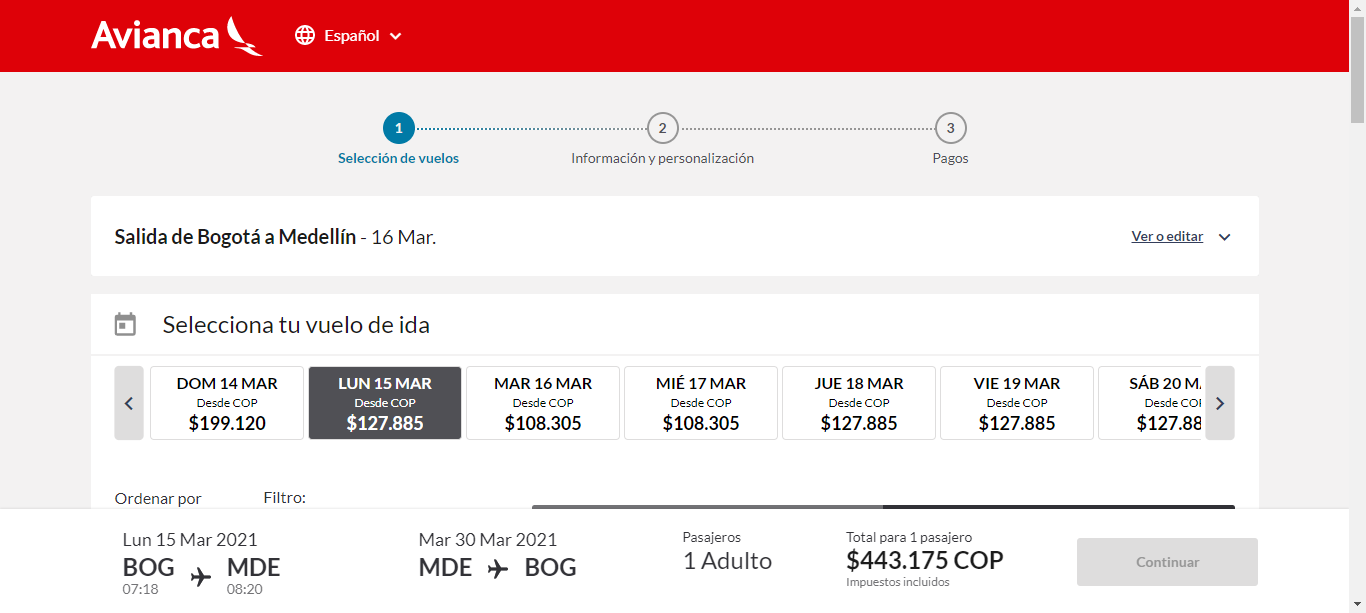 Avianca
Español
1
2
3
Selección de vuelos
Información y personalización
Pagos
Salida de Bogotá a Medellín - 16 Mar.
Ver o editar
Selecciona tu vuelo de ida
DOM 14 MAR
Desde COP
$199.120
LUN 15 MAR
Desde COP
$127.885
MAR 16 MAR
Desde COP
$108.305
MIÉ 17 MAR
Desde COP
$108.305
JUE 18 MAR
Desde COP
$127.885
VIE 19 MAR
Desde COP
$127.885
SÁB 20 M
Desde CO
$127.88
Ordenar por
Filtro:
Lun 15 Mar 2021
BOG MDE
07:18 08:20
Mar 30 Mar 2021
MDE BOG
Pasajeros
1 Adulto
Total para 1 pasajero
$443.175 COP
Impuestos incluidos
Continuar